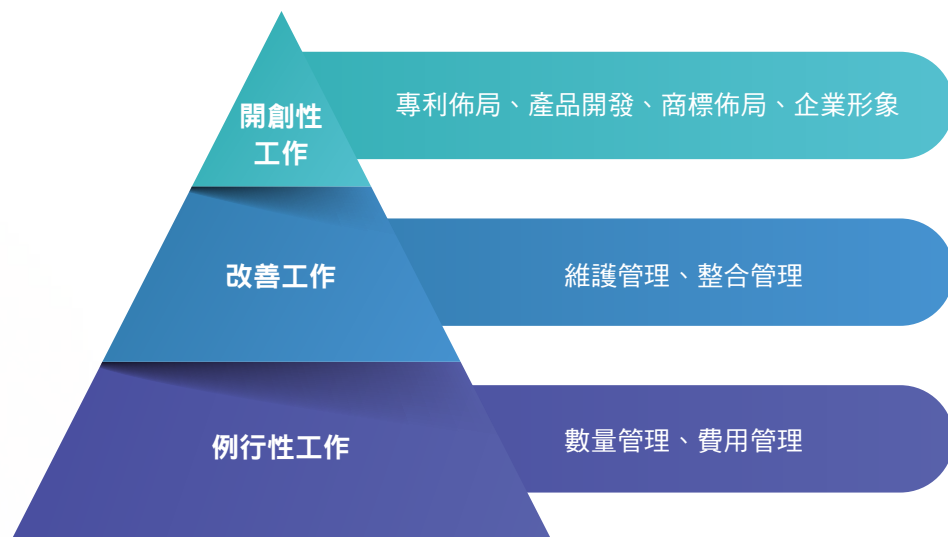 開創性
工作
專利佈局、產品開發、商標佈局、企業形象
改善工作
維護管理、整合管理
例行性工作
數量管理、費用管理